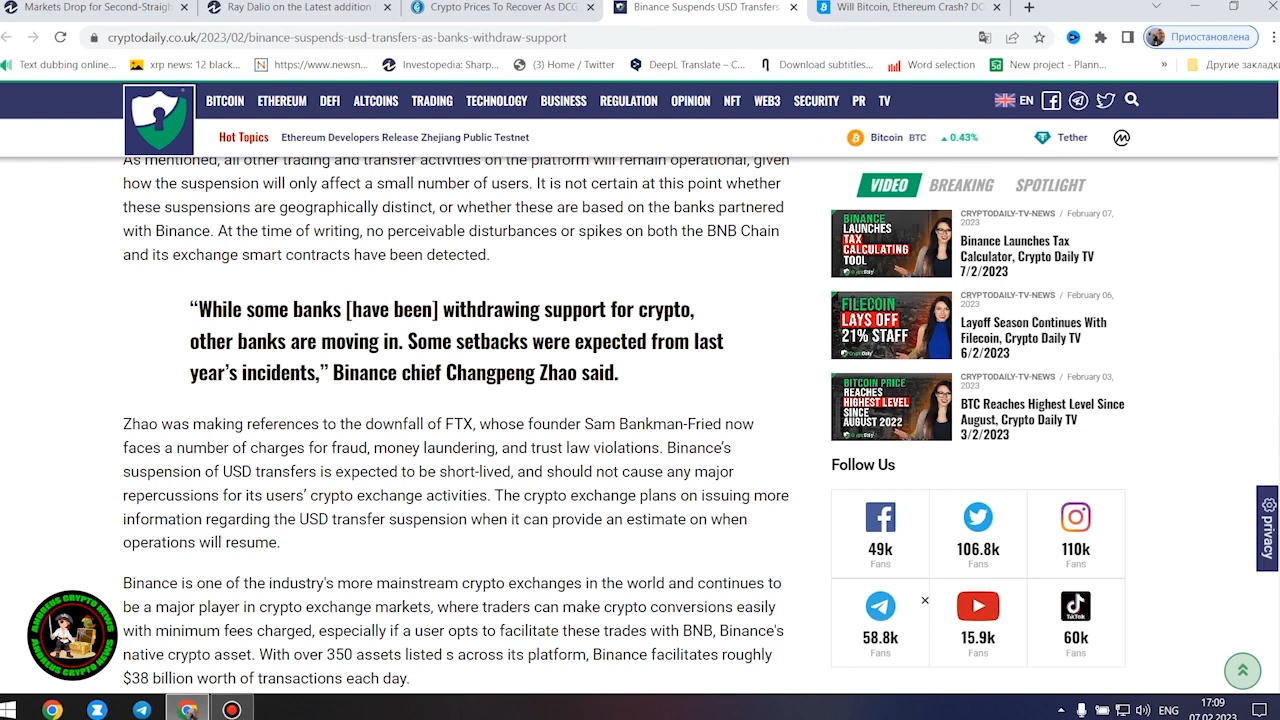 Markets Drop for Second-Straigh
Ray Dalio on the Latest addition t
Crypto Prices To Recover As DCG
Binance Suspends USD Transfers
Will Bitcoin, Ethereum Crash? DC
cryptodaily.co.uk/2023/02/binance-suspends-usd-transfers-as-banks-withdraw-support
Приостановлена
Text dubbing online...
xrp news: 12 black...
https://www.newsn...
Investopedia: Sharp...
(3) Home / Twitter
DeepL Translate – C...
Download subtitles...
Word selection
New project - Plann...
Другие закладки
BITCOIN ETHEREUM DEFI ALTCOINS TRADING TECHNOLOGY BUSINESS REGULATION OPINION NFT WEB3 SECURITY PR TV
EN
Hot Topics Ethereum Developers Release Zhejiang Public Testnet
Bitcoin BTC ▲ 0.43%
Tether
As mentioned, all other trading and transfer activities on the platform will remain operational, given
how the suspension will only affect a small number of users. It is not certain at this point whether
these suspensions are geographically distinct, or whether these are based on the banks partnered
with Binance. At the time of writing, no perceivable disturbances or spikes on both the BNB Chain
and its exchange smart contracts have been detected.
“While some banks [have been] withdrawing support for crypto,
other banks are moving in. Some setbacks were expected from last
year’s incidents,” Binance chief Changpeng Zhao said.
Zhao was making references to the downfall of FTX, whose founder Sam Bankman-Fried now
faces a number of charges for fraud, money laundering, and trust law violations. Binance’s
suspension of USD transfers is expected to be short-lived, and should not cause any major
repercussions for its users’ crypto exchange activities. The crypto exchange plans on issuing more
information regarding the USD transfer suspension when it can provide an estimate on when
operations will resume.
Binance is one of the industry's more mainstream crypto exchanges in the world and continues to
be a major player in crypto exchange markets, where traders can make crypto conversions easily
with minimum fees charged, especially if a user opts to facilitate these trades with BNB, Binance's
native crypto asset. With over 350 assets listed s across its platform, Binance facilitates roughly
$38 billion worth of transactions each day.
VIDEO BREAKING SPOTLIGHT
BINANCE
LAUNCHES
TAX
CALCULATING
TOOL
CRYPTODAILY-TV-NEWS / February 07,
2023
Binance Launches Tax
Calculator, Crypto Daily TV
7/2/2023
FILECOIN
LAYS OFF
21% STAFF
CRYPTODAILY-TV-NEWS / February 06,
2023
Layoff Season Continues With
Filecoin, Crypto Daily TV
6/2/2023
BITCOIN PRICE
REACHES
HIGHEST LEVEL
SINCE
AUGUST 2022
CRYPTODAILY-TV-NEWS / February 03,
2023
BTC Reaches Highest Level Since
August, Crypto Daily TV
3/2/2023
Follow Us
49k
Fans
106.8k
Fans
110k
Fans
58.8k
Fans
15.9k
Fans
TikTok
60k
Fans
privacy
ANDREUS CRYPTO NEWS
ANDREUS CRYPTO NEWS
ENG
17:09
07.02.2023